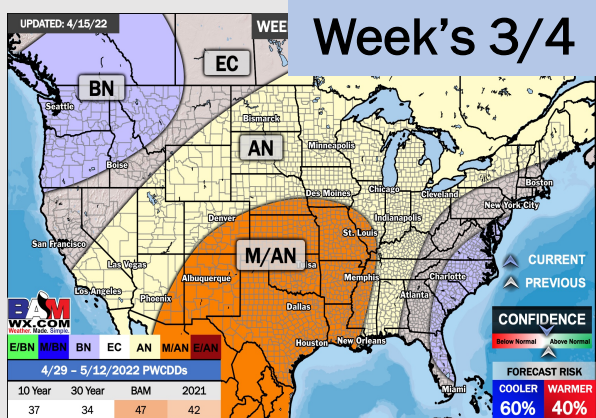 UPDATED: 4/15/22
WEE
Week's 3/4
EC
BN
Seattle
Bismarck
AN
Minneapolis
Boise
Boston
Des Moines
Chicago
Cleveland
New York City
Denver
Indianapolis
San Francisco
St. Louis
M/AN
CURRENT
Las Vegas
Albuquerque
lsa
Memphis
Charlotte
PREVIOUS
Los Angeles
Phoenix
Dallas
Atlanta
BAM
WX.COM
Weather. Made. Simple.
Houston
New Orleans
CONFIDENCE
Below Normal
Above Normal
E/BN M/BN BN EC AN M/AN E/AN
4/29 – 5/12/2022 PWCDDs
FORECAST RISK
Miami
COOLER WARMER
10 Year 30 Year BAM 2021
37 34 47 42
60% 40%